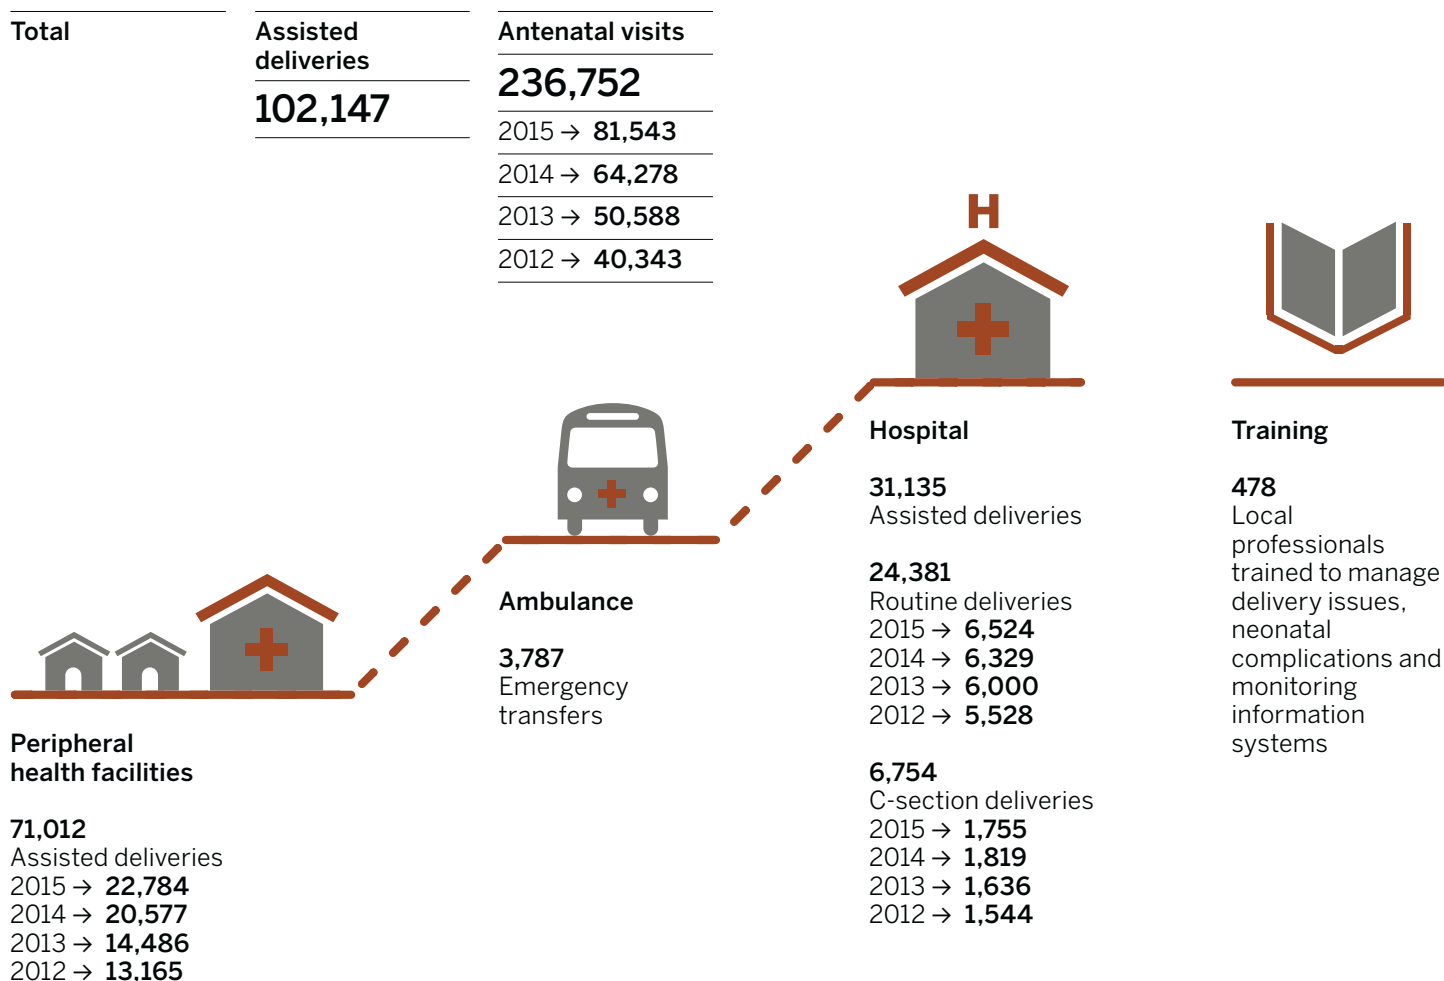 Total
Assisted
deliveries
102,147
Antenatal visits
236,752
2015 → 81,543
2014 → 64,278
2013 → 50,588
2012 → 40,343
Peripheral
health facilities
71,012
Assisted deliveries
2015 → 22,784
2014 → 20,577
2013 → 14,486
2012 → 13,165
Ambulance
3,787
Emergency
transfers
H
Hospital
31,135
Assisted deliveries
24,381
Routine deliveries
2015 → 6,524
2014 → 6,329
2013 → 6,000
2012 → 5,528
6,754
C-section deliveries
2015 → 1,755
2014 → 1,819
2013 → 1,636
2012 → 1,544
Training
478
Local
professionals
trained to manage
delivery issues,
neonatal
complications and
monitoring
information
systems